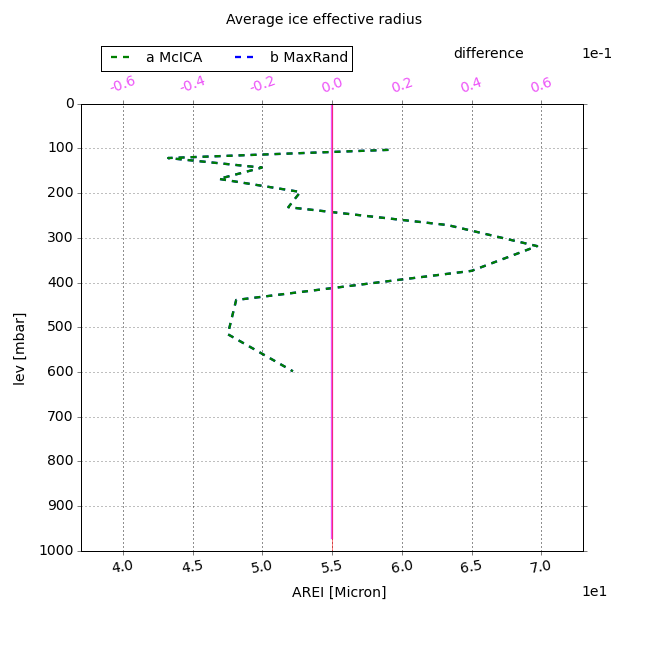 Average ice effective radius
a McICA b MaxRand difference 1e-1
-0.6 -0.4 -0.2 0.0 0.2 0.4 0.6
0
100
200
300
400
500
600
700
800
900
1000
lev [mbar]
4.0 4.5 5.0 5.5 6.0 6.5 7.0
AREI [Micron] 1e1